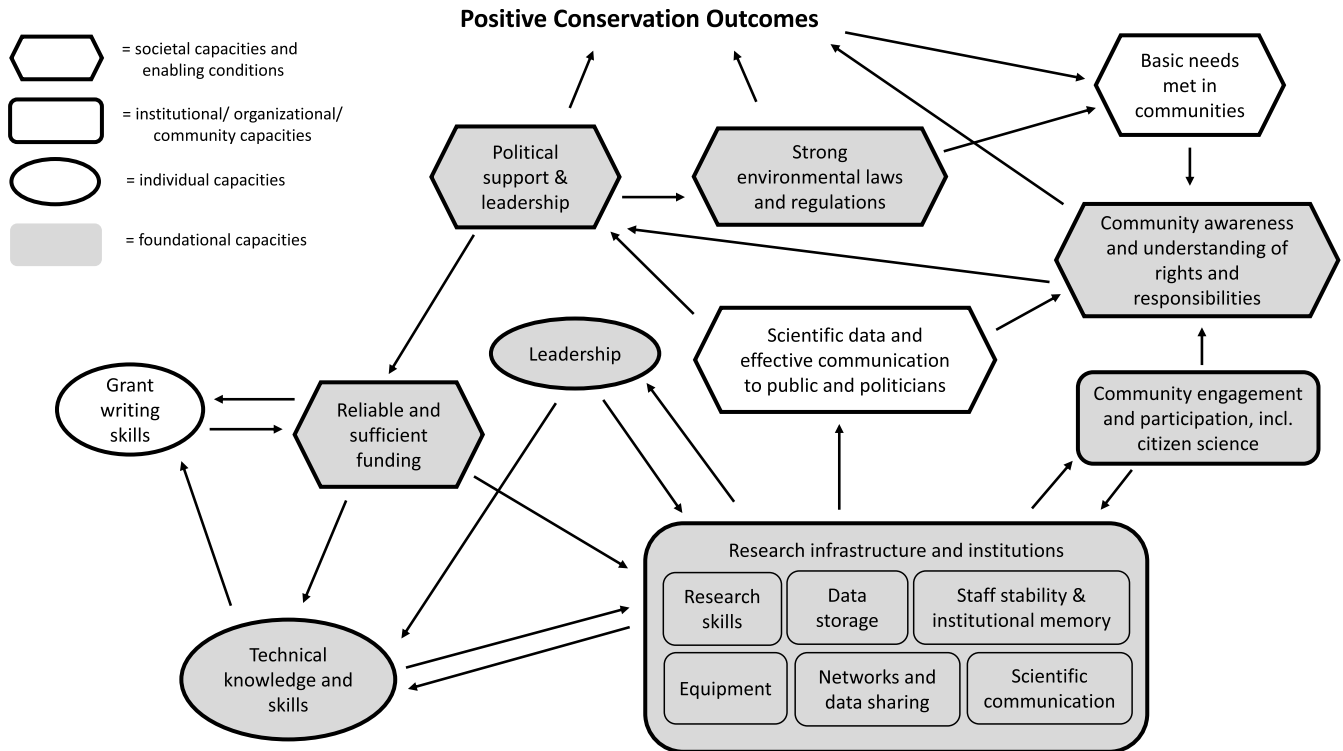 Positive Conservation Outcomes
= societal capacities and
enabling conditions
= institutional/ organizational/
community capacities
= individual capacities
= foundational capacities
Basic needs
met in
communities
Political
support &
leadership
Strong
environmental laws
and regulations
Community awareness
and understanding of
rights and
responsibilities
Leadership
Scientific data and
effective communication
to public and politicians
Grant
writing
skills
Reliable and
sufficient
funding
Community engagement
and participation, incl.
citizen science
Research infrastructure and institutions
Research
skills
Data
storage
Staff stability &
institutional memory
Equipment
Networks and
data sharing
Scientific
communication
Technical
knowledge and
skills